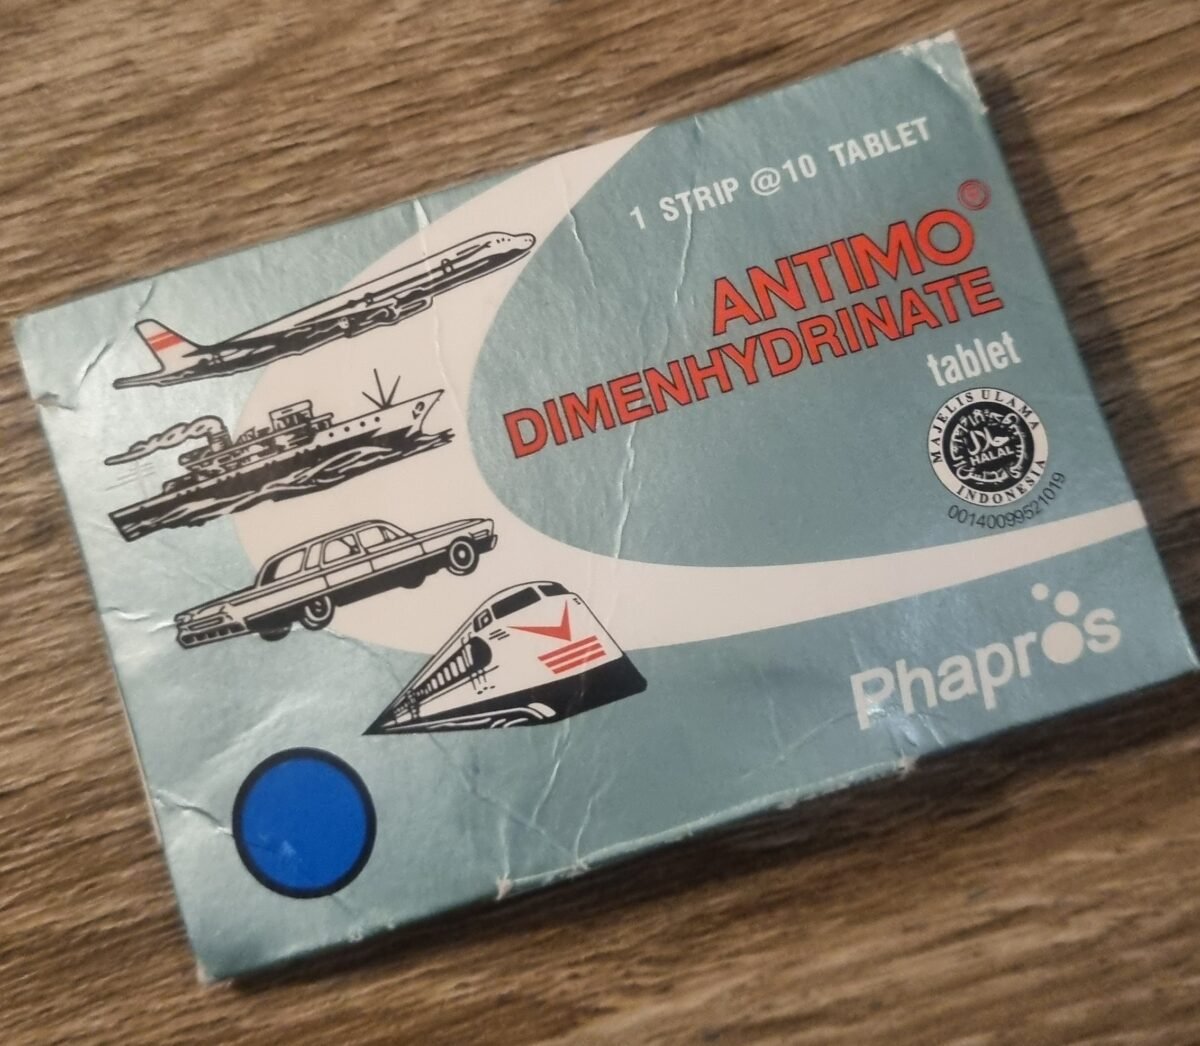 1 STRIP @10 TABLET
ANTIMO®
DIMENHYDRINATE
tablet
MAJELIS ULAMA
حلال
HALAL
INDONESIA
00140099521019
Phapros